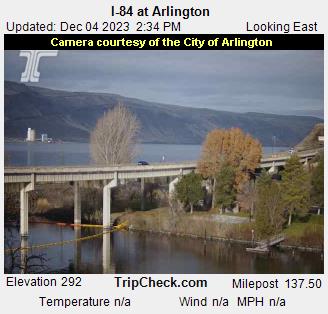 I-84 at Arlington
Updated: Dec 04 2023 2:34 PM Looking East
Camera courtesy of the City of Arlington
Elevation 292 TripCheck.com Milepost 137.50
Temperature n/a Wind n/a MPH n/a